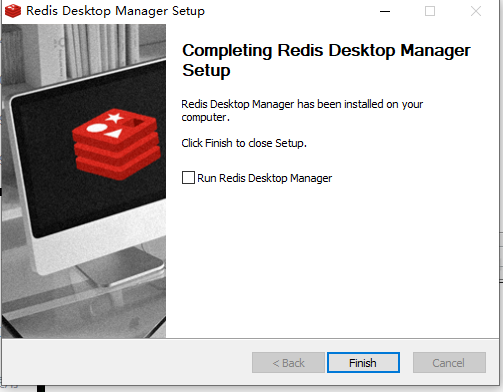 Redis Desktop Manager Setup
Completing Redis Desktop Manager
Setup
Redis Desktop Manager has been installed on your
computer.
Click Finish to close Setup.
Run Redis Desktop Manager
< Back
Finish
Cancel